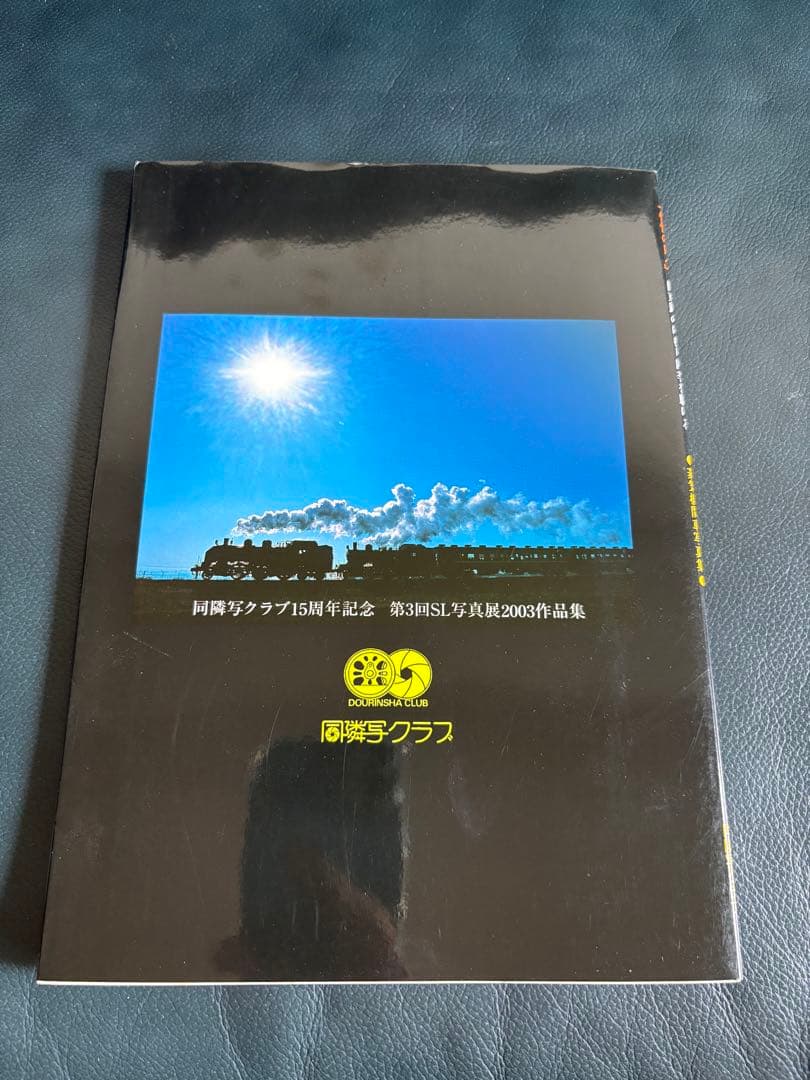 同隣写クラブ15周年記念　第3回SL写真展2003作品集
DOURINSHA CLUB
同隣写クラブ